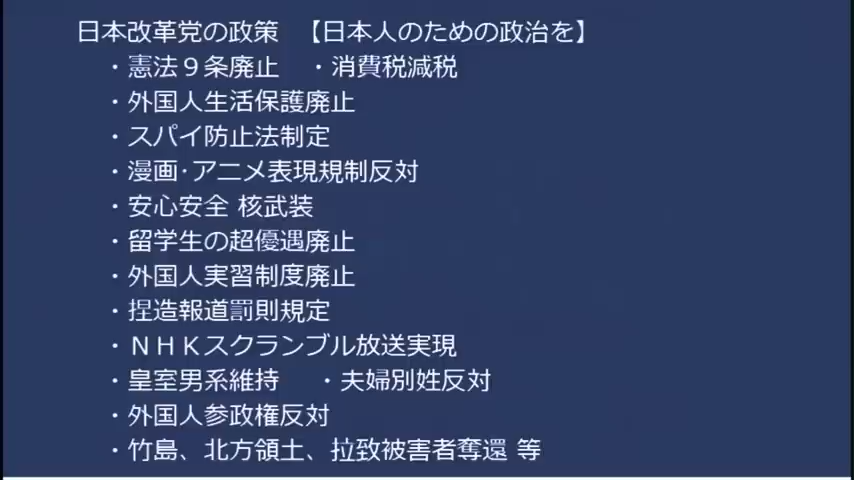 日本改革党の政策 【日本人のための政治を】
・憲法９条廃止 ・消費税減税
・外国人生活保護廃止
・スパイ防止法制定
・漫画･アニメ表現規制反対
・安心安全 核武装
・留学生の超優遇廃止
・外国人実習制度廃止
・捏造報道罰則規定
・ＮＨＫスクランブル放送実現
・皇室男系維持 ・夫婦別姓反対
・外国人参政権反対
・竹島、北方領土、拉致被害者奪還 等